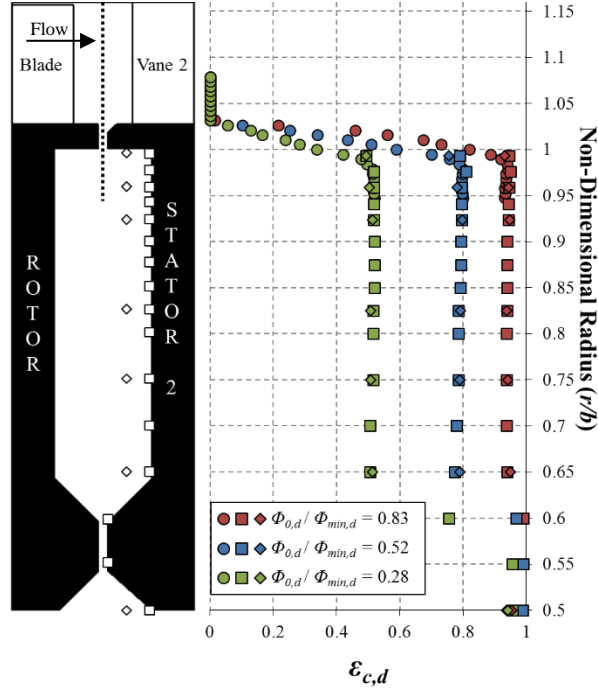 Flow
Blade
Vane 2
ROTOR
STATOR 2
1.15
1.1
1.05
1
0.95
0.9
0.85
0.8
0.75
0.7
0.65
0.6
0.55
0.5
Non-Dimensional Radius (r/b)
Φ0,d / Φmin,d = 0.83
Φ0,d / Φmin,d = 0.52
Φ0,d / Φmin,d = 0.28
0 0.2 0.4 0.6 0.8 1
εc,d